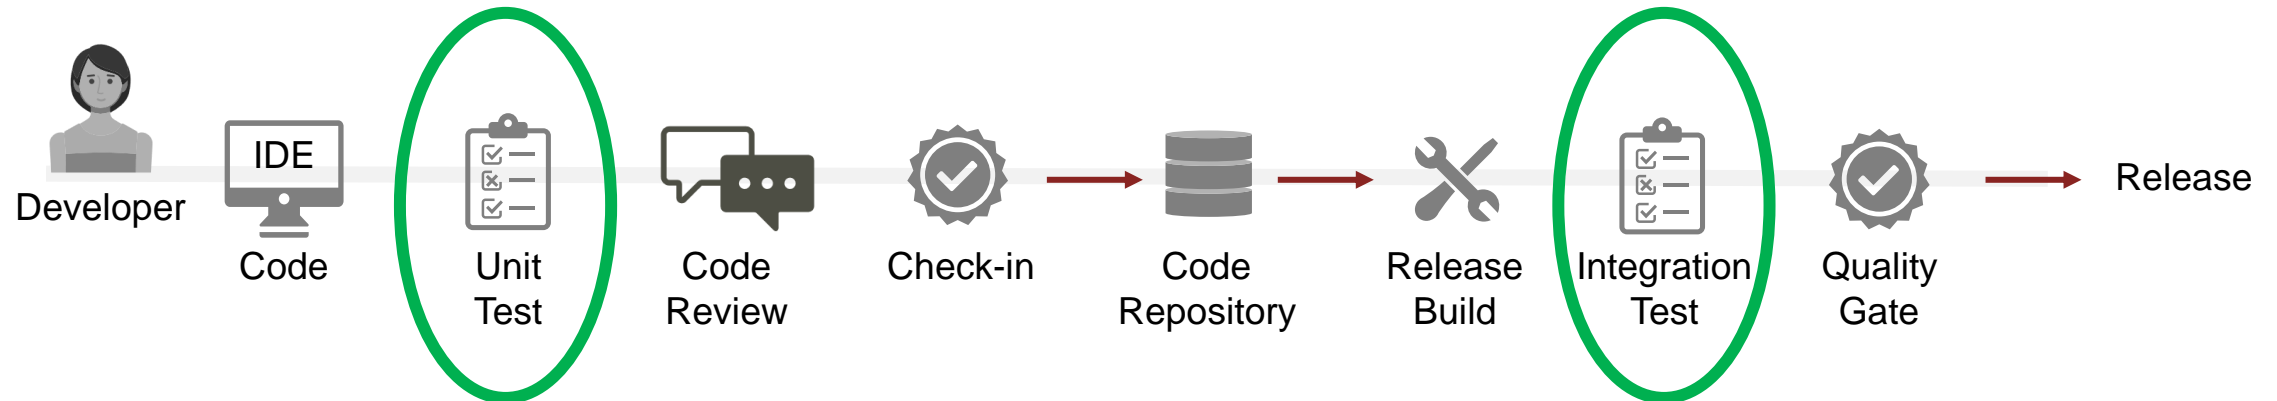 Developer
IDE
Code
Unit
Test
Code
Review
Check-in
Code
Repository
Release
Build
Integration
Test
Quality
Gate
Release